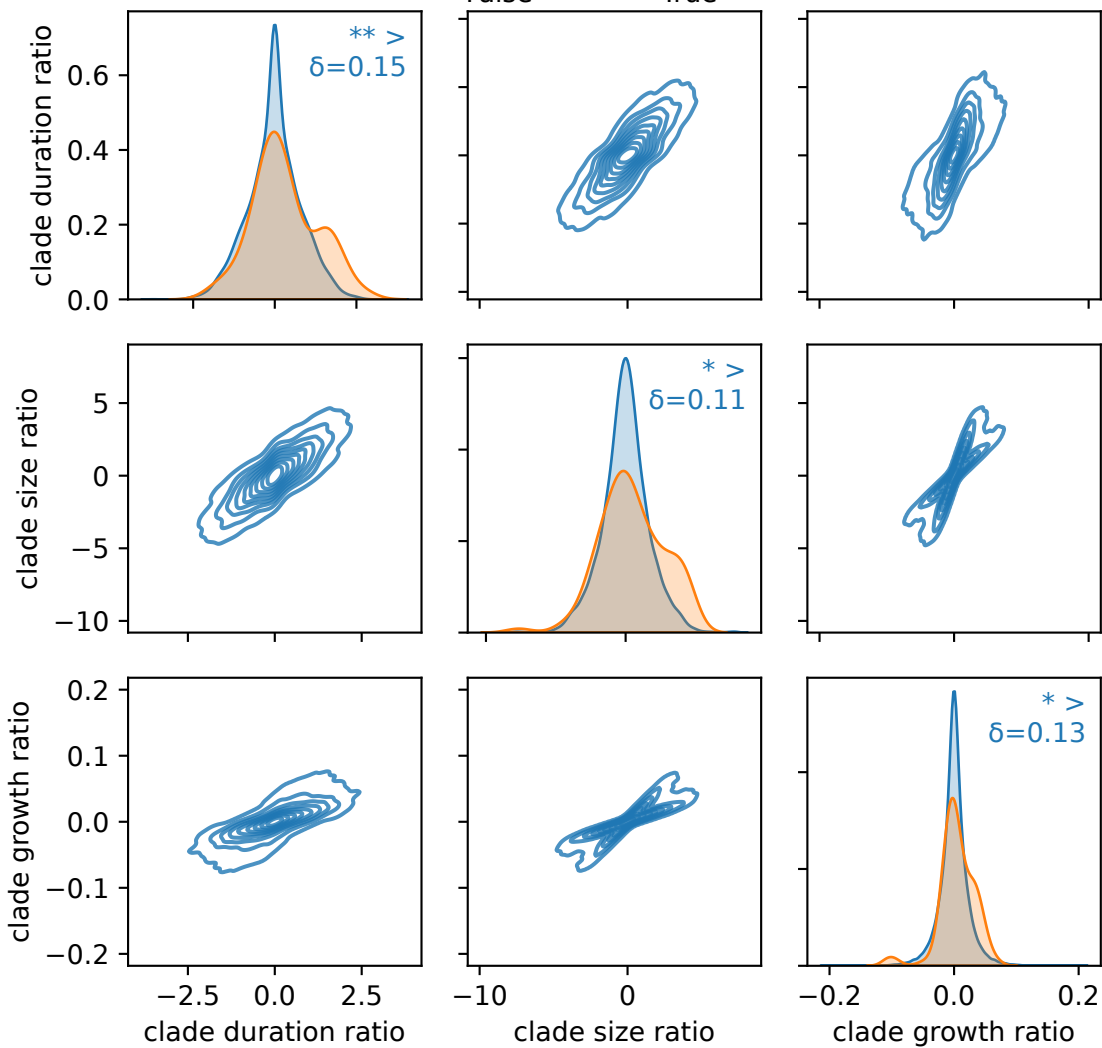 True
clade duration ratio
0.6
0.4
0.2
0.0
** >
δ=0.15
clade size ratio
5
0
−5
−10
* >
δ=0.11
clade growth ratio
0.2
0.1
0.0
−0.1
−0.2
* >
δ=0.13
−2.5
0.0
2.5
−10
0
−0.2
0.0
0.2
clade duration ratio
clade size ratio
clade growth ratio